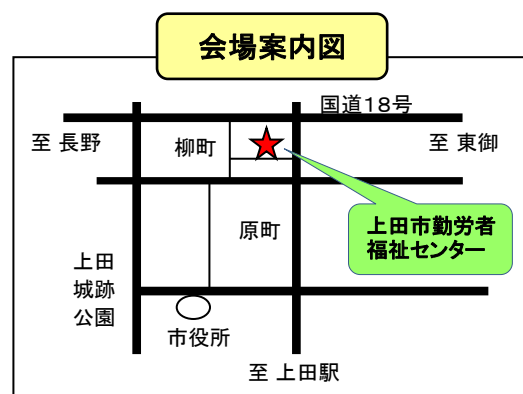 会場案内図
国道18号
至 長野
柳町
至 東御
上田市勤労者
福祉センター
原町
上田
城跡
公園
市役所
至 上田駅